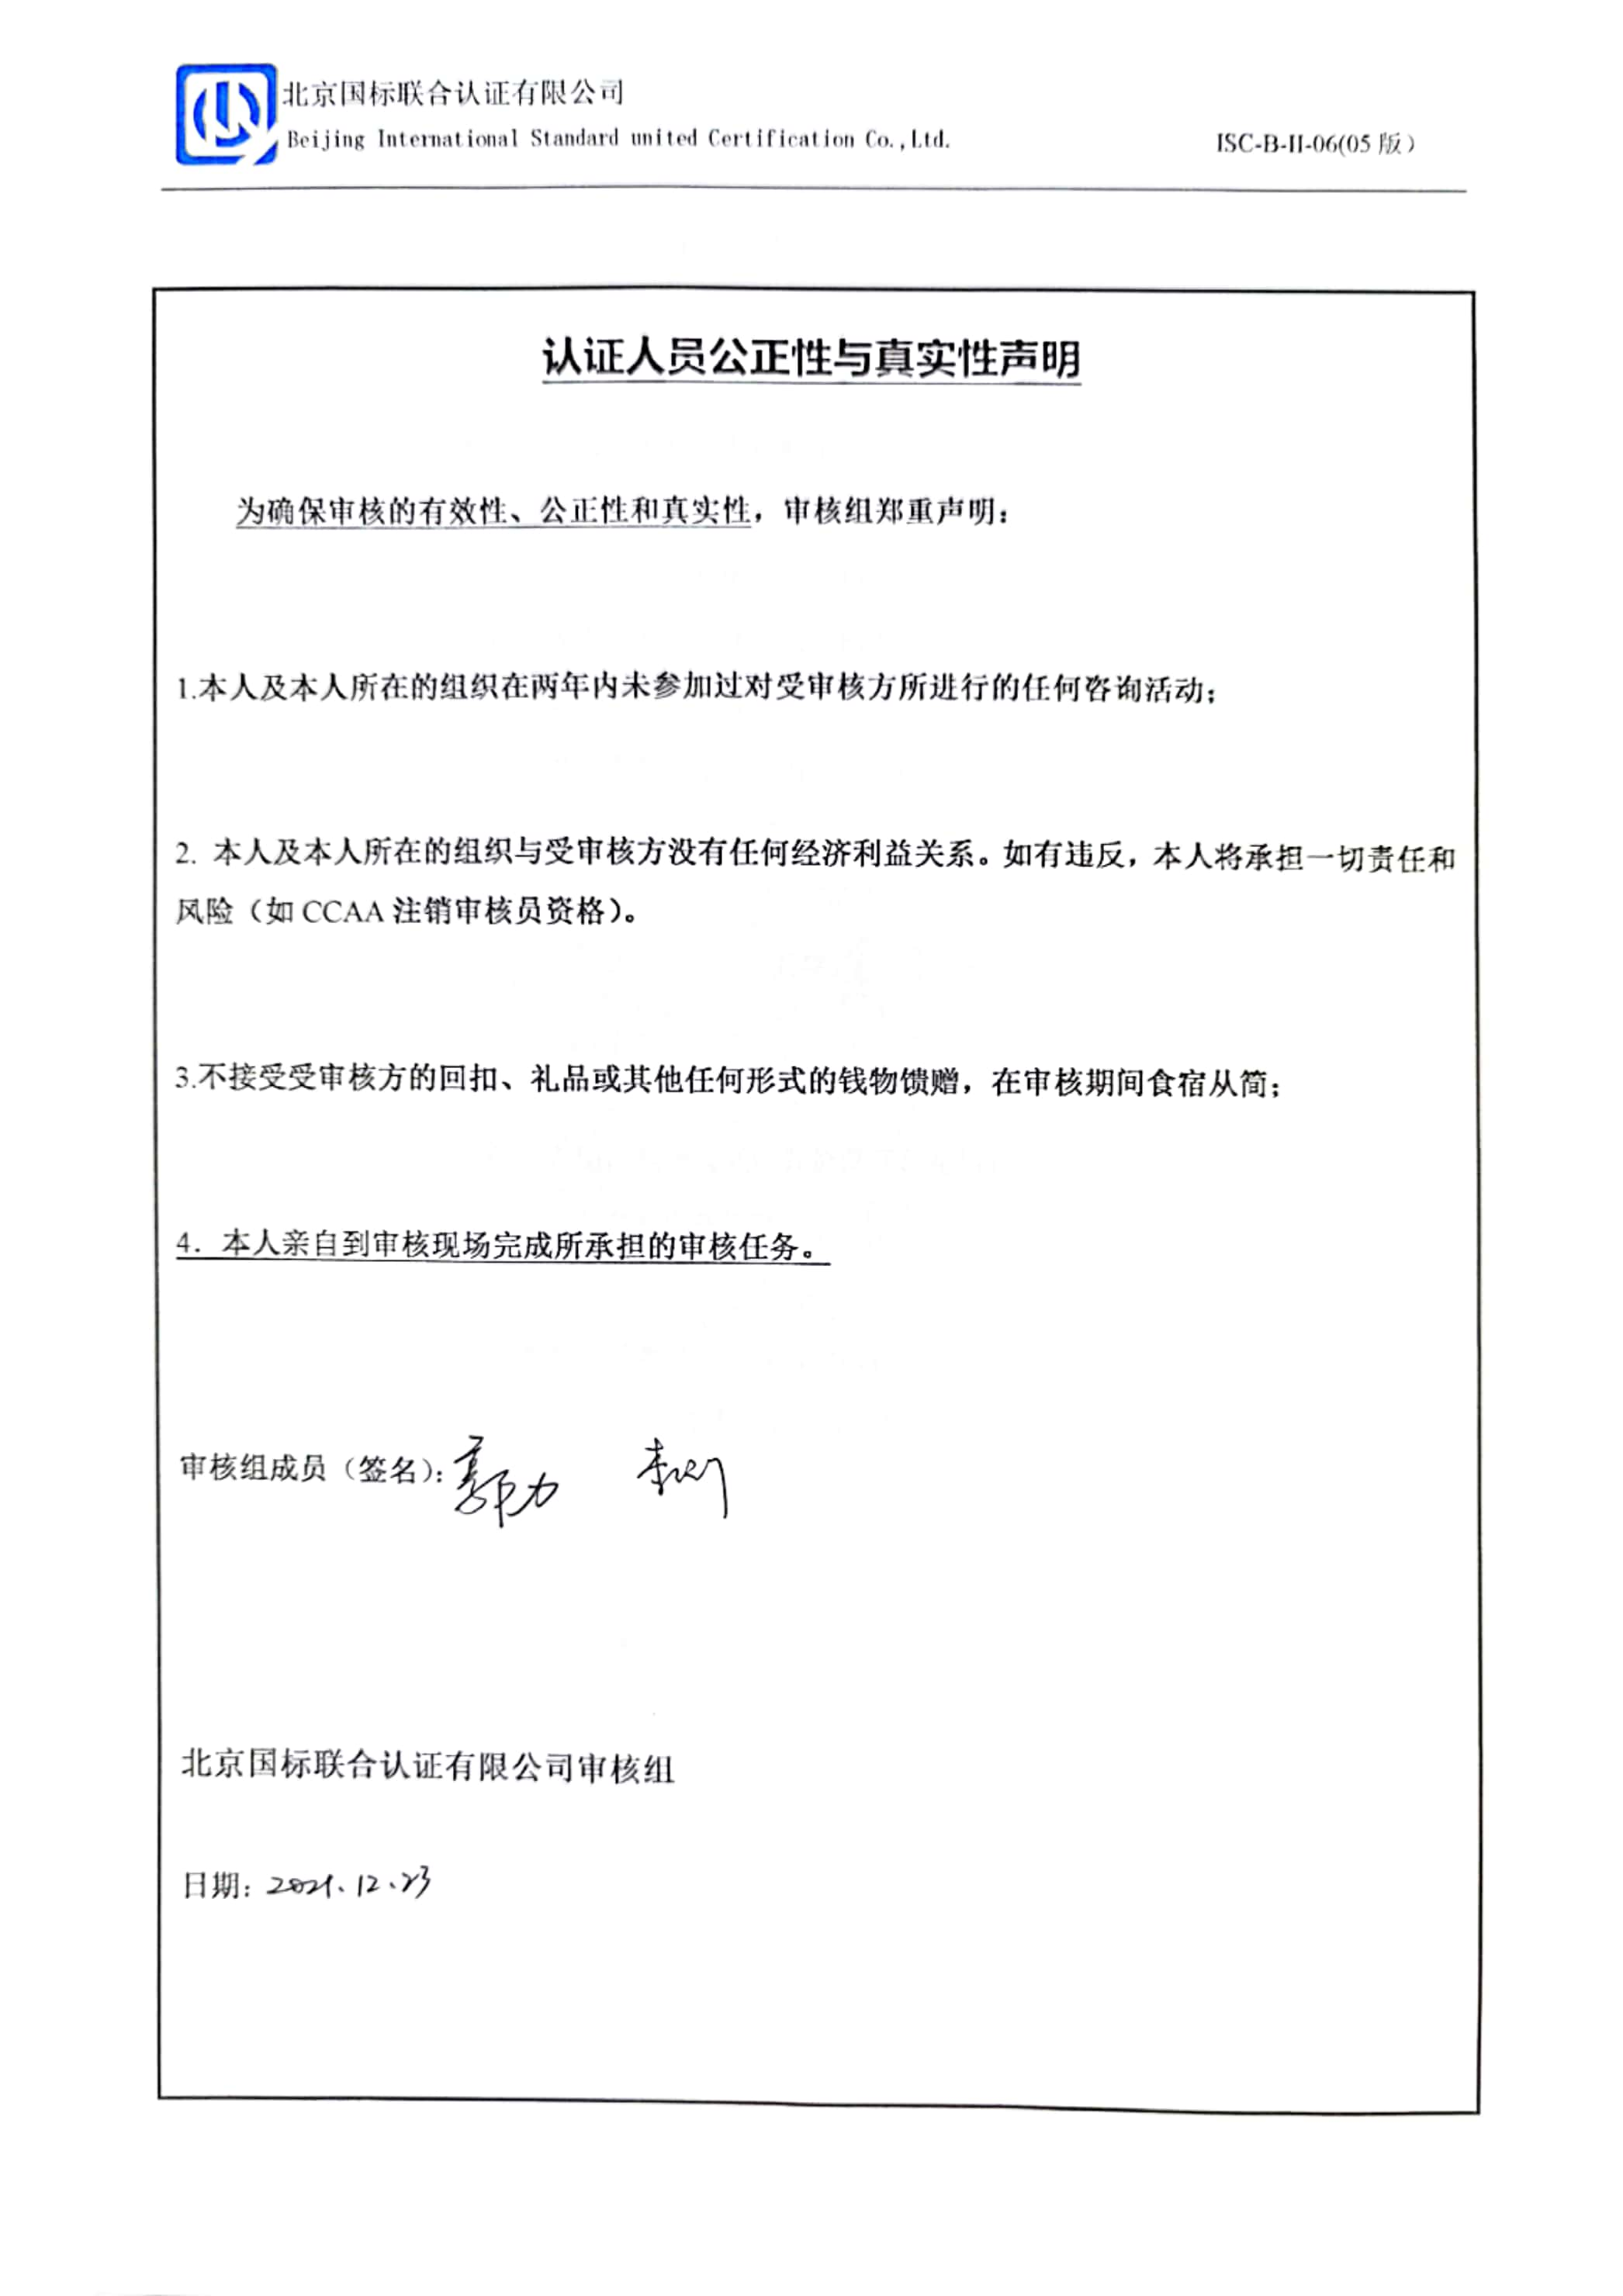 北京国标联合认证有限公司
Beijing International Standard united Certification Co.,Ltd.
ISC-B-II-06(05版)
认证人员公正性与真实性声明
为确保审核的有效性、公正性和真实性，审核组郑重声明：
1.本人及本人所在的组织在两年内未参加过对受审核方所进行的任何咨询活动；
2. 本人及本人所在的组织与受审核方没有任何经济利益关系。如有违反，本人将承担一切责任和
风险（如 CCAA 注销审核员资格）。
3.不接受受审核方的回扣、礼品或其他任何形式的钱物馈赠，在审核期间食宿从简；
4. 本人亲自到审核现场完成所承担的审核任务。
审核组成员（签名）：郭力
北京国标联合认证有限公司审核组
日期：2021.12.23